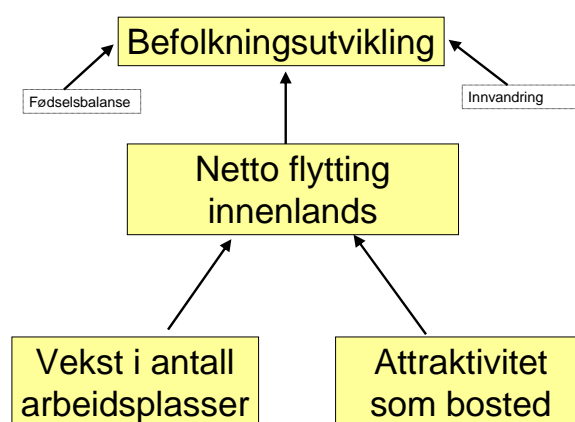 Befolkningsutvikling
Fødselsbalanse
Innvandring
Netto flytting
innenlands
Vekst i antall
arbeidsplasser
Attraktivitet
som bosted